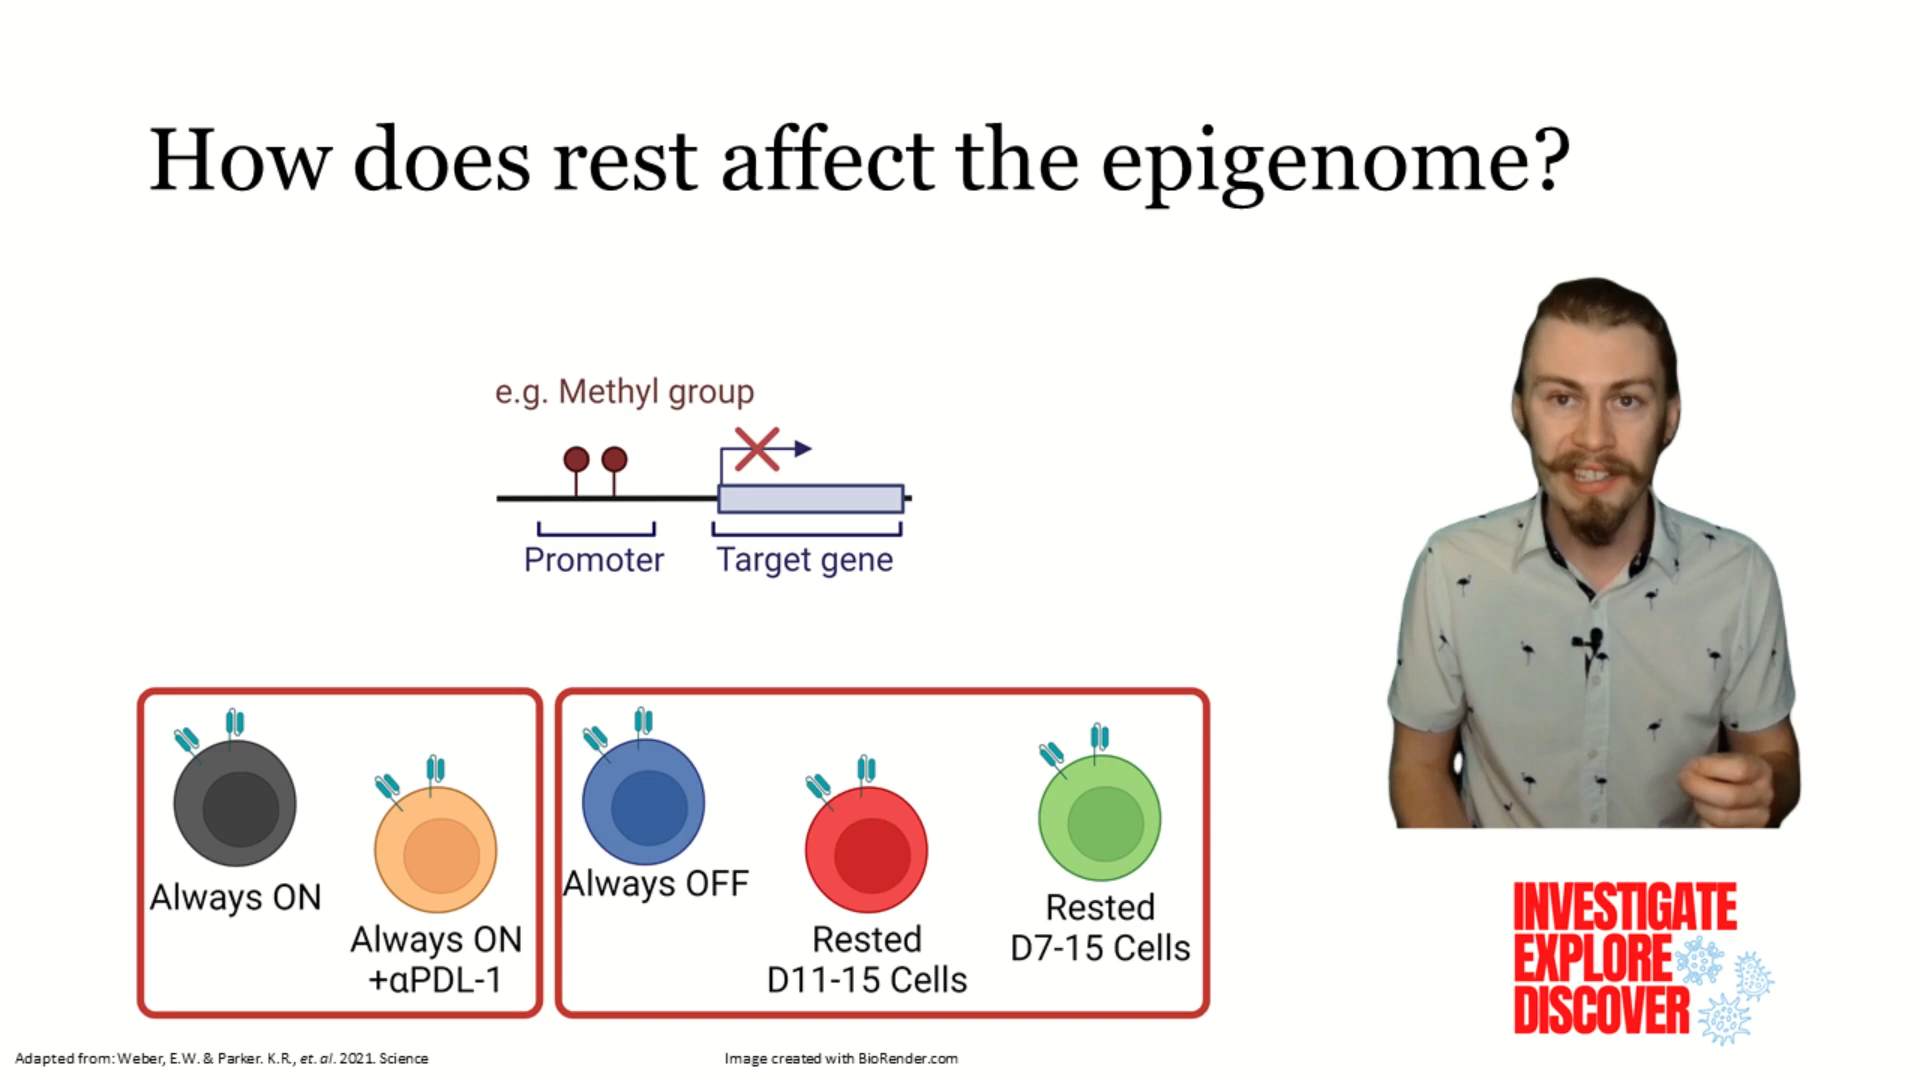 How does rest affect the epigenome?
e.g. Methyl group
Promoter
Target gene
Always ON
Always ON
+αPDL-1
Always OFF
Rested
D11-15 Cells
Rested
D7-15 Cells
INVESTIGATE
EXPLORE
DISCOVER
Adapted from: Weber, E.W. & Parker. K.R., et. al. 2021. Science
Image created with BioRender.com